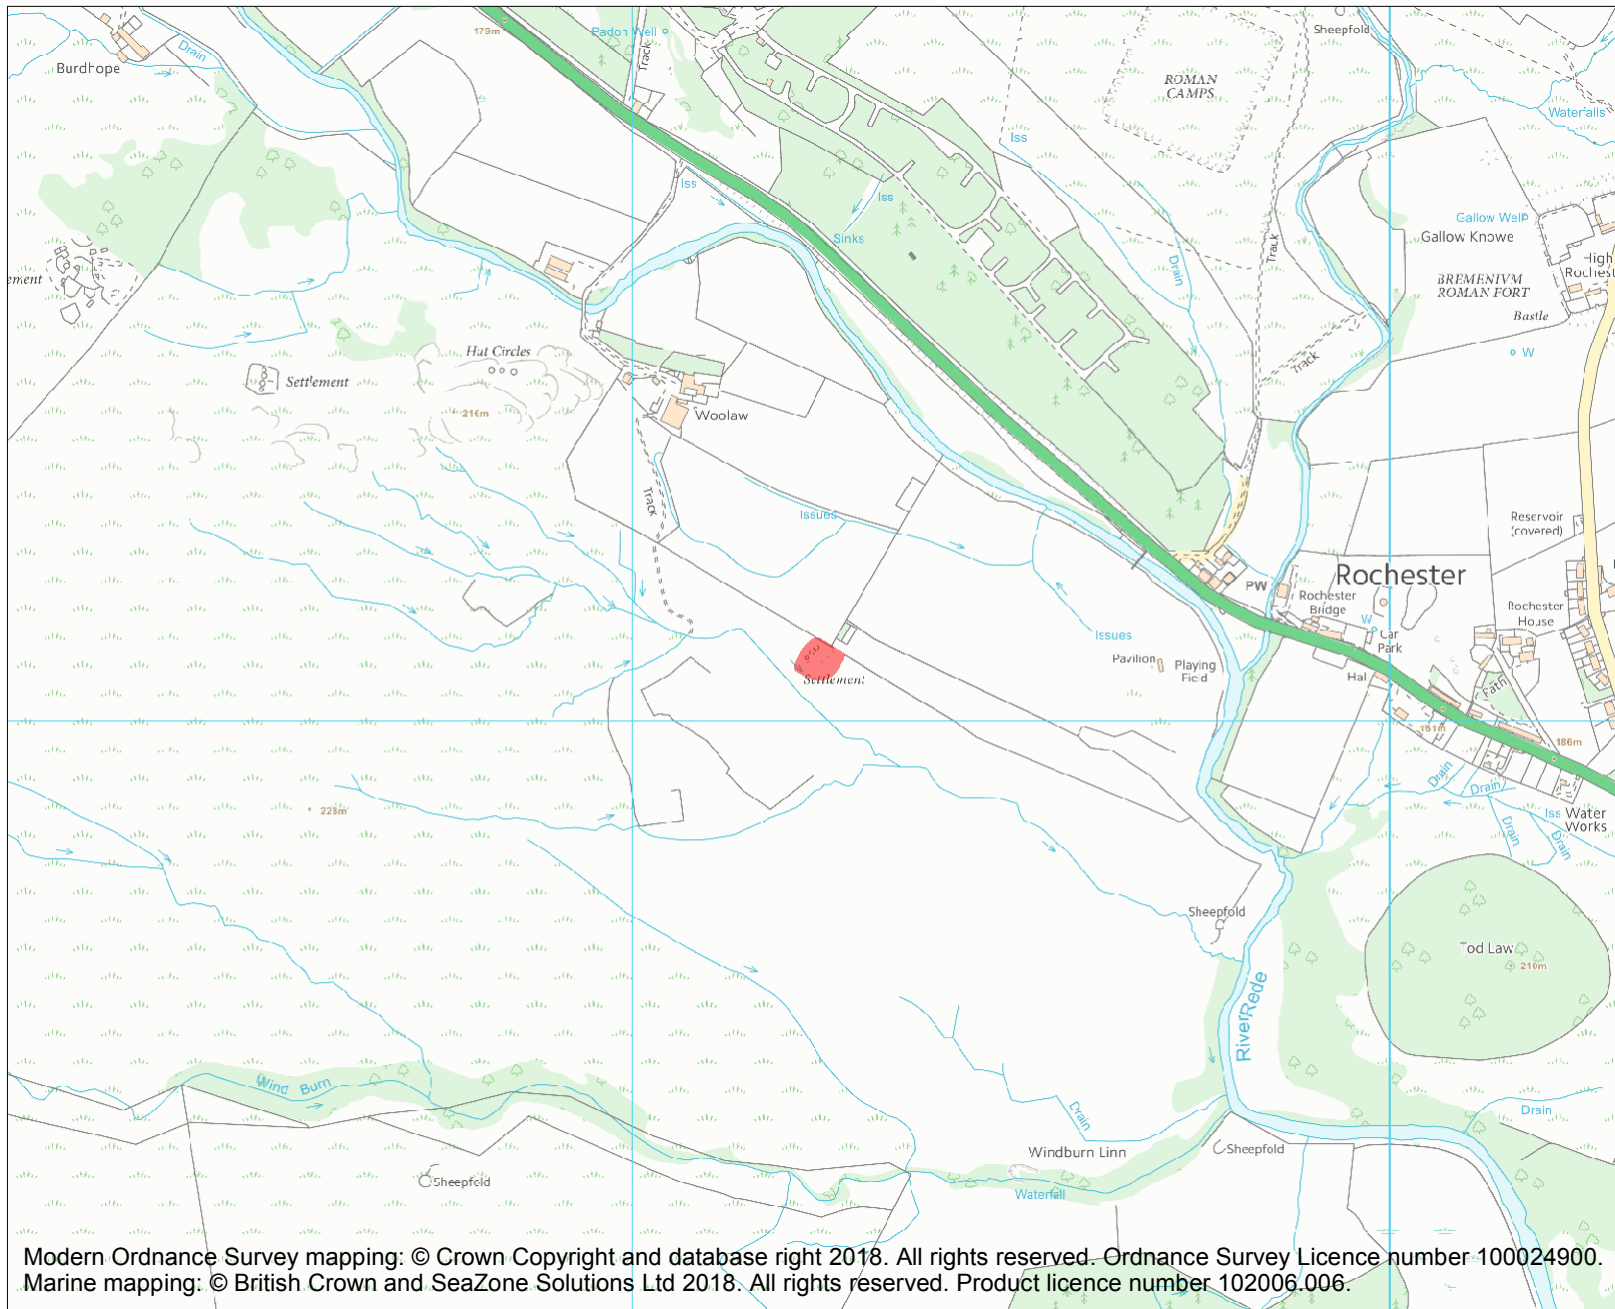 179m
Padon Well
Track
Sheepfold
Burdhope
Drain
ROMAN
CAMPS
Waterfalls
Iss
Iss
Iss
Sinks
Track
Drain
Gallow Well
Gallow Knowe
High
BREMENIVM
ROMAN FORT
Bastle
W
Track
ement
Hut Circles
Settlement
216m
Woolaw
Track
Issues
Reservoir
(covered)
Rochester
PW
Rochester
Bridge
W
Car
Park
Rochester
House
Issues
Pavilion
Playing
Field
Hal
Path
Settlement
181m
186m
Drain
Drain
Drain
Drain
Iss
Water
Works
228m
Sheepfold
Tod Law
210m
River Rede
Wind Burn
Drain
Drain
Windburn Linn
Sheepfold
Sheepfold
Waterfall
Modern Ordnance Survey mapping: © Crown Copyright and database right 2018. All rights reserved. Ordnance Survey Licence number 100024900.
Marine mapping: © British Crown and SeaZone Solutions Ltd 2018. All rights reserved. Product licence number 102006.006.